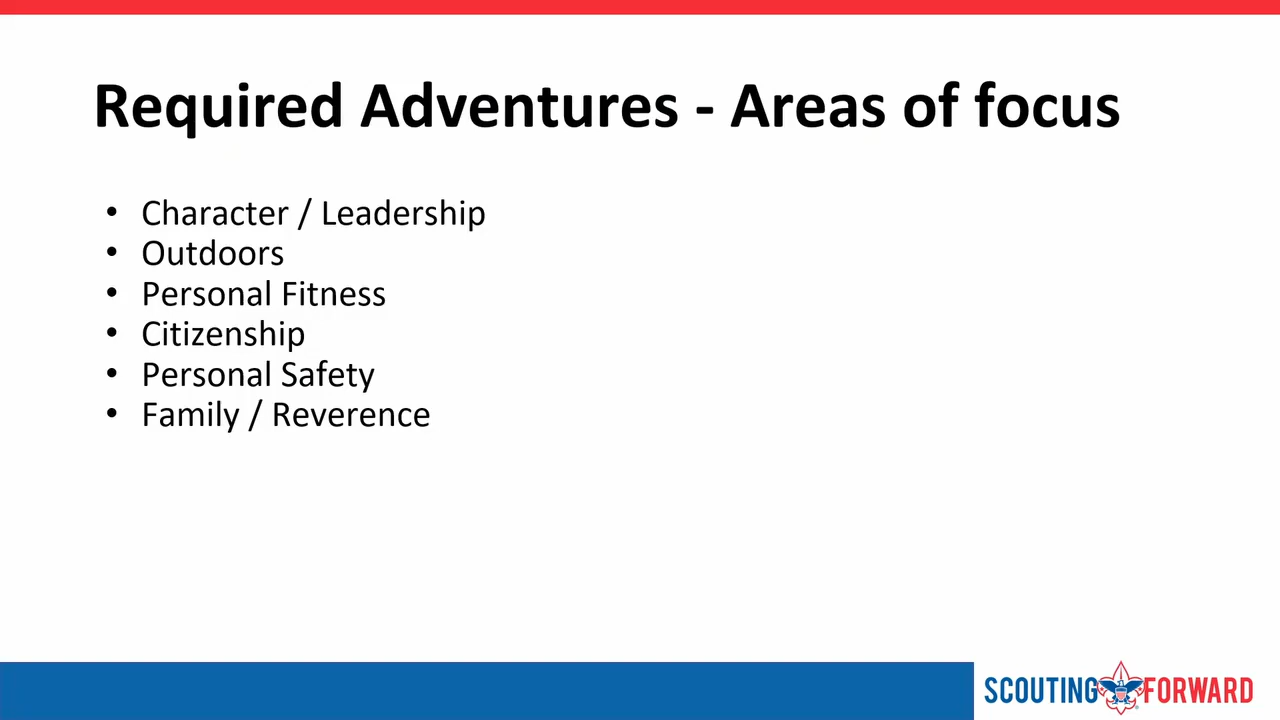 Required Adventures - Areas of focus
• Character / Leadership
• Outdoors
• Personal Fitness
• Citizenship
• Personal Safety
• Family / Reverence
SCOUTING FORWARD